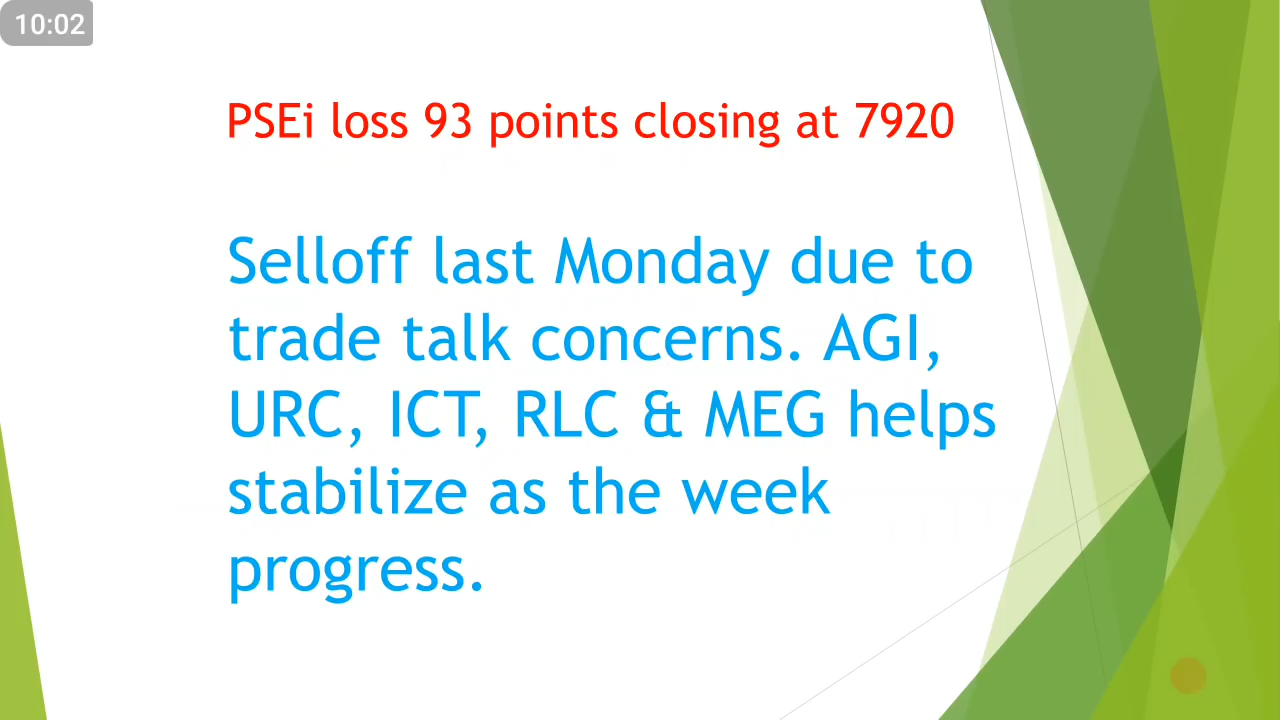 10:02
PSEi loss 93 points closing at 7920
Selloff last Monday due to
trade talk concerns. AGI,
URC, ICT, RLC & MEG helps
stabilize as the week
progress.